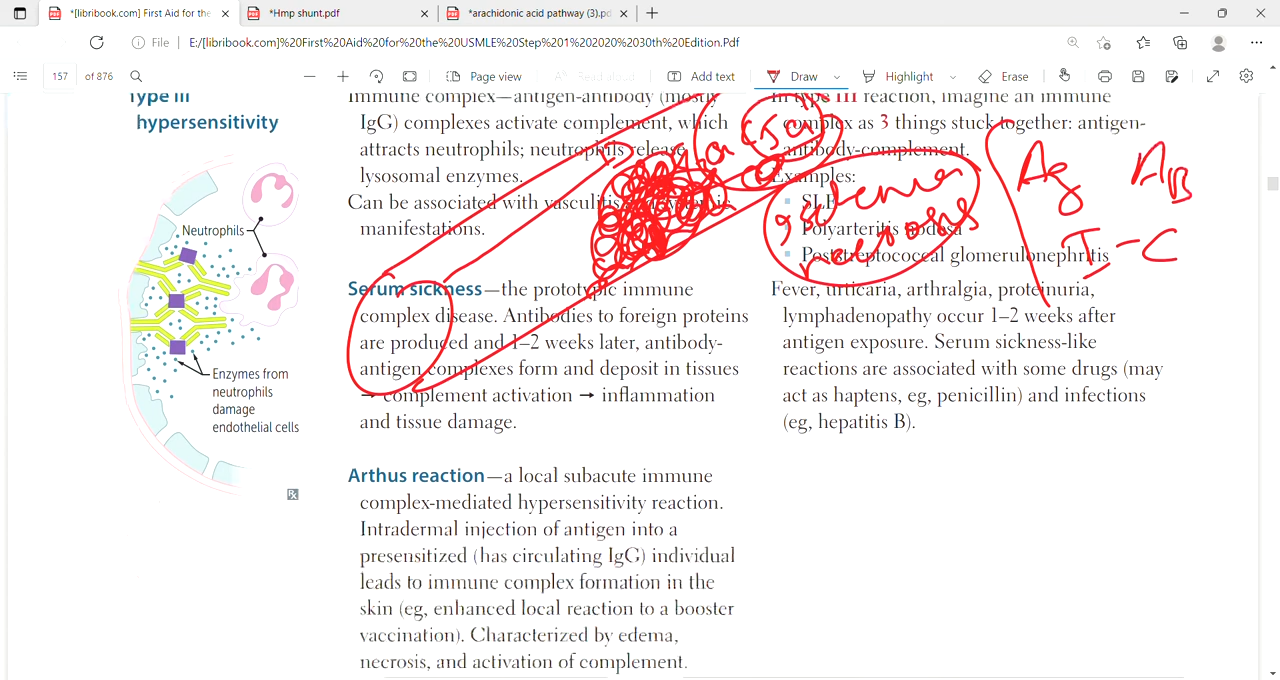 *[libribook.com] First Aid for the
*Hmp shunt.pdf
*arachidonic acid pathway (3).pd
File
E:/[libribook.com]%20First%20Aid%20for%20the%20USMLE%20Step%201%202020%2030th%20Edition.Pdf
157 of 876
Page view
Read aloud
Add text
Draw
Highlight
Erase
Type III
hypersensitivity
Neutrophils
Enzymes from
neutrophils
damage
endothelial cells
Immune complex—antigen-antibody (mostly
IgG) complexes activate complement, which
attracts neutrophils; neutrophils release
lysosomal enzymes.
Can be associated with vasculitis
manifestations.
Serum sickness—the prototypic immune
complex disease. Antibodies to foreign proteins
are produced and 1–2 weeks later, antibody-
antigen complexes form and deposit in tissues
→ complement activation → inflammation
and tissue damage.
Arthus reaction—a local subacute immune
complex-mediated hypersensitivity reaction.
Intradermal injection of antigen into a
presensitized (has circulating IgG) individual
leads to immune complex formation in the
skin (eg, enhanced local reaction to a booster
vaccination). Characterized by edema,
necrosis, and activation of complement.
In type III reaction, imagine an immune
complex as 3 things stuck together: antigen-
antibody-complement.
Examples:
SLE
Polyarteritis nodosa
Poststreptococcal glomerulonephritis
Fever, urticaria, arthralgia, proteinuria,
lymphadenopathy occur 1–2 weeks after
antigen exposure. Serum sickness-like
reactions are associated with some drugs (may
act as haptens, eg, penicillin) and infections
(eg, hepatitis B).
Ag AB
I-C